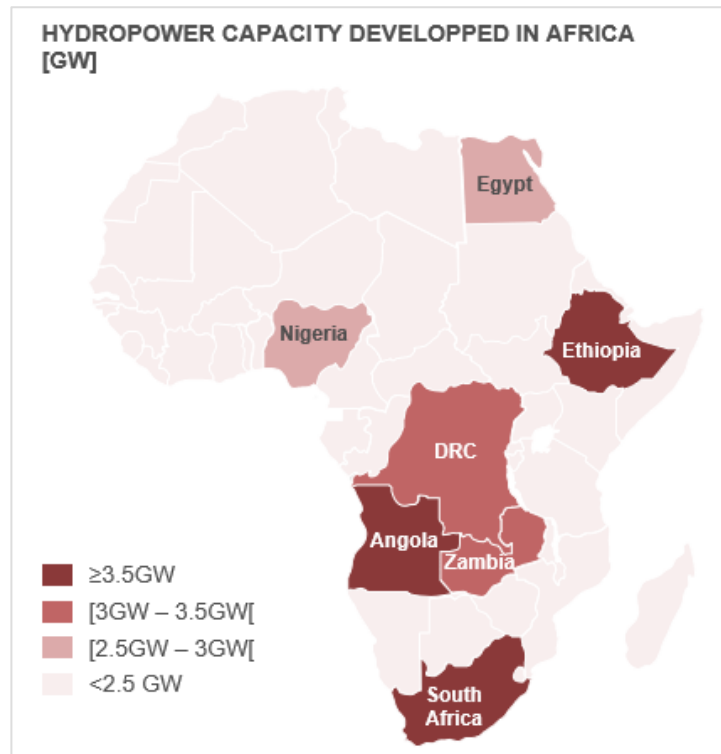 HYDROPOWER CAPACITY DEVELOPPED IN AFRICA
[GW]
Egypt
Nigeria
Ethiopia
DRC
Angola
Zambia
South
Africa
≥3.5GW
[3GW – 3.5GW[
[2.5GW – 3GW[
<2.5 GW